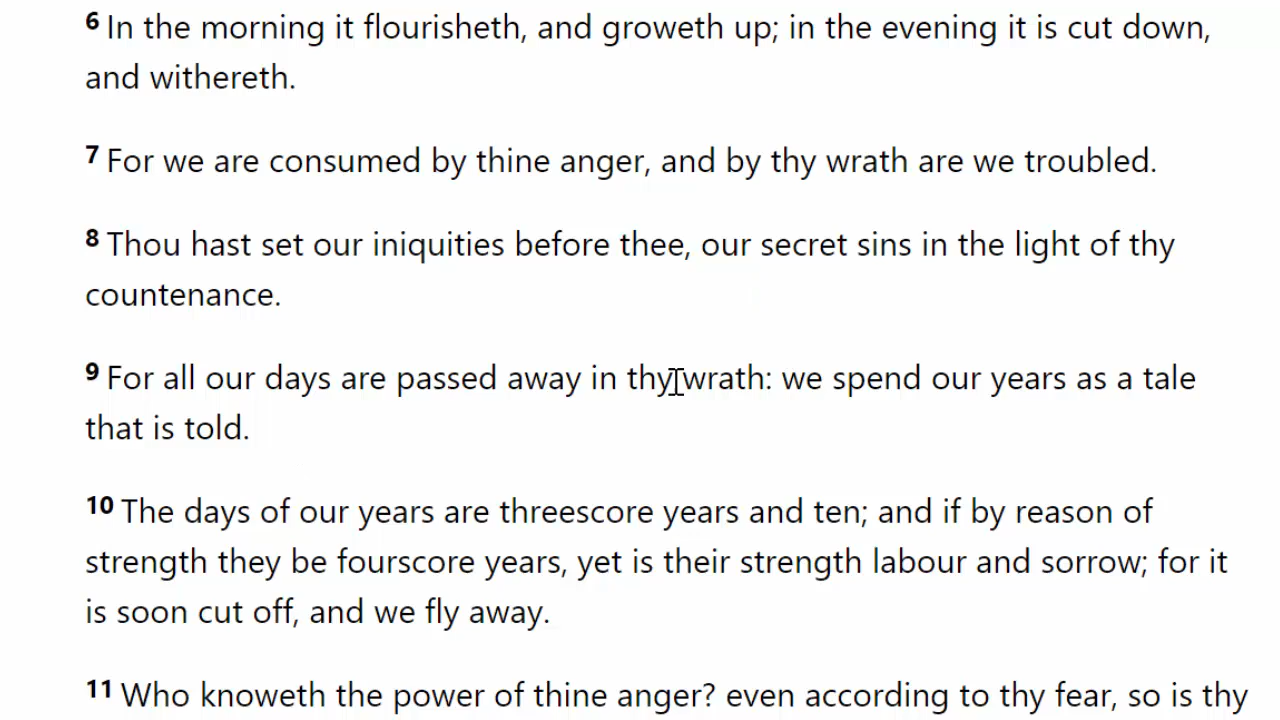 6 In the morning it flourisheth, and groweth up; in the evening it is cut down,
and withereth.
7 For we are consumed by thine anger, and by thy wrath are we troubled.
8 Thou hast set our iniquities before thee, our secret sins in the light of thy
countenance.
9 For all our days are passed away in thy wrath: we spend our years as a tale
that is told.
10 The days of our years are threescore years and ten; and if by reason of
strength they be fourscore years, yet is their strength labour and sorrow; for it
is soon cut off, and we fly away.
11 Who knoweth the power of thine anger? even according to thy fear, so is thy